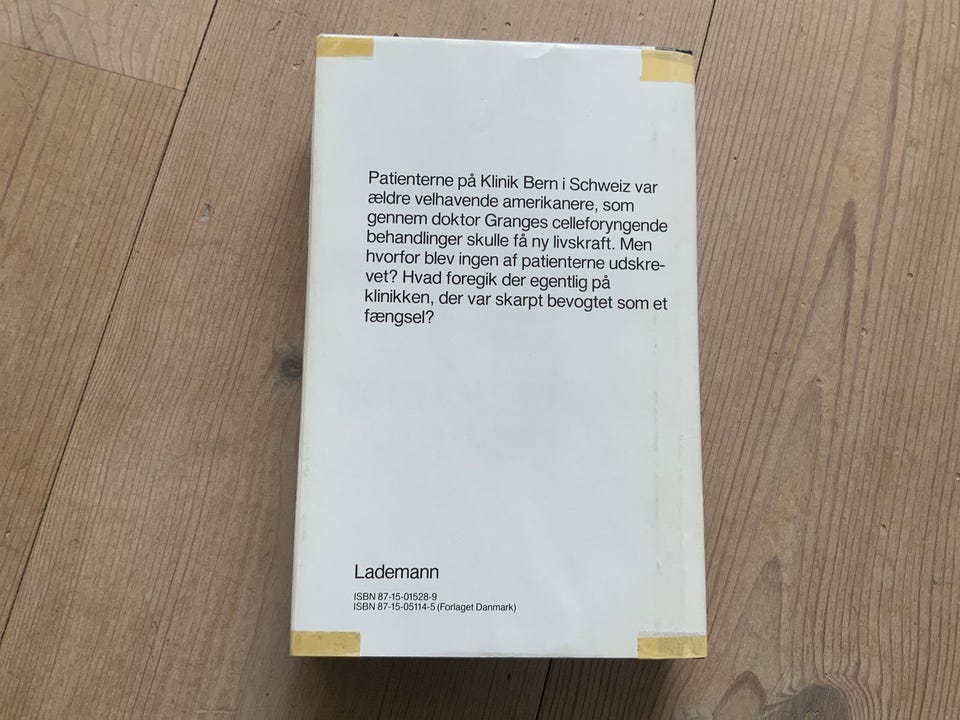 Patienterne på Klinik Bern i Schweiz var
ældre velhavende amerikanere, som
gennem doktor Granges celleforyngende
behandlinger skulle få ny livskraft. Men
hvorfor blev ingen af patienterne udskre-
vet? Hvad foregik der egentlig på
klinikken, der var skarpt bevogtet som et
fængsel?
Lademann
ISBN 87-15-01528-9
ISBN 87-15-05114-5 (Forlaget Danmark)